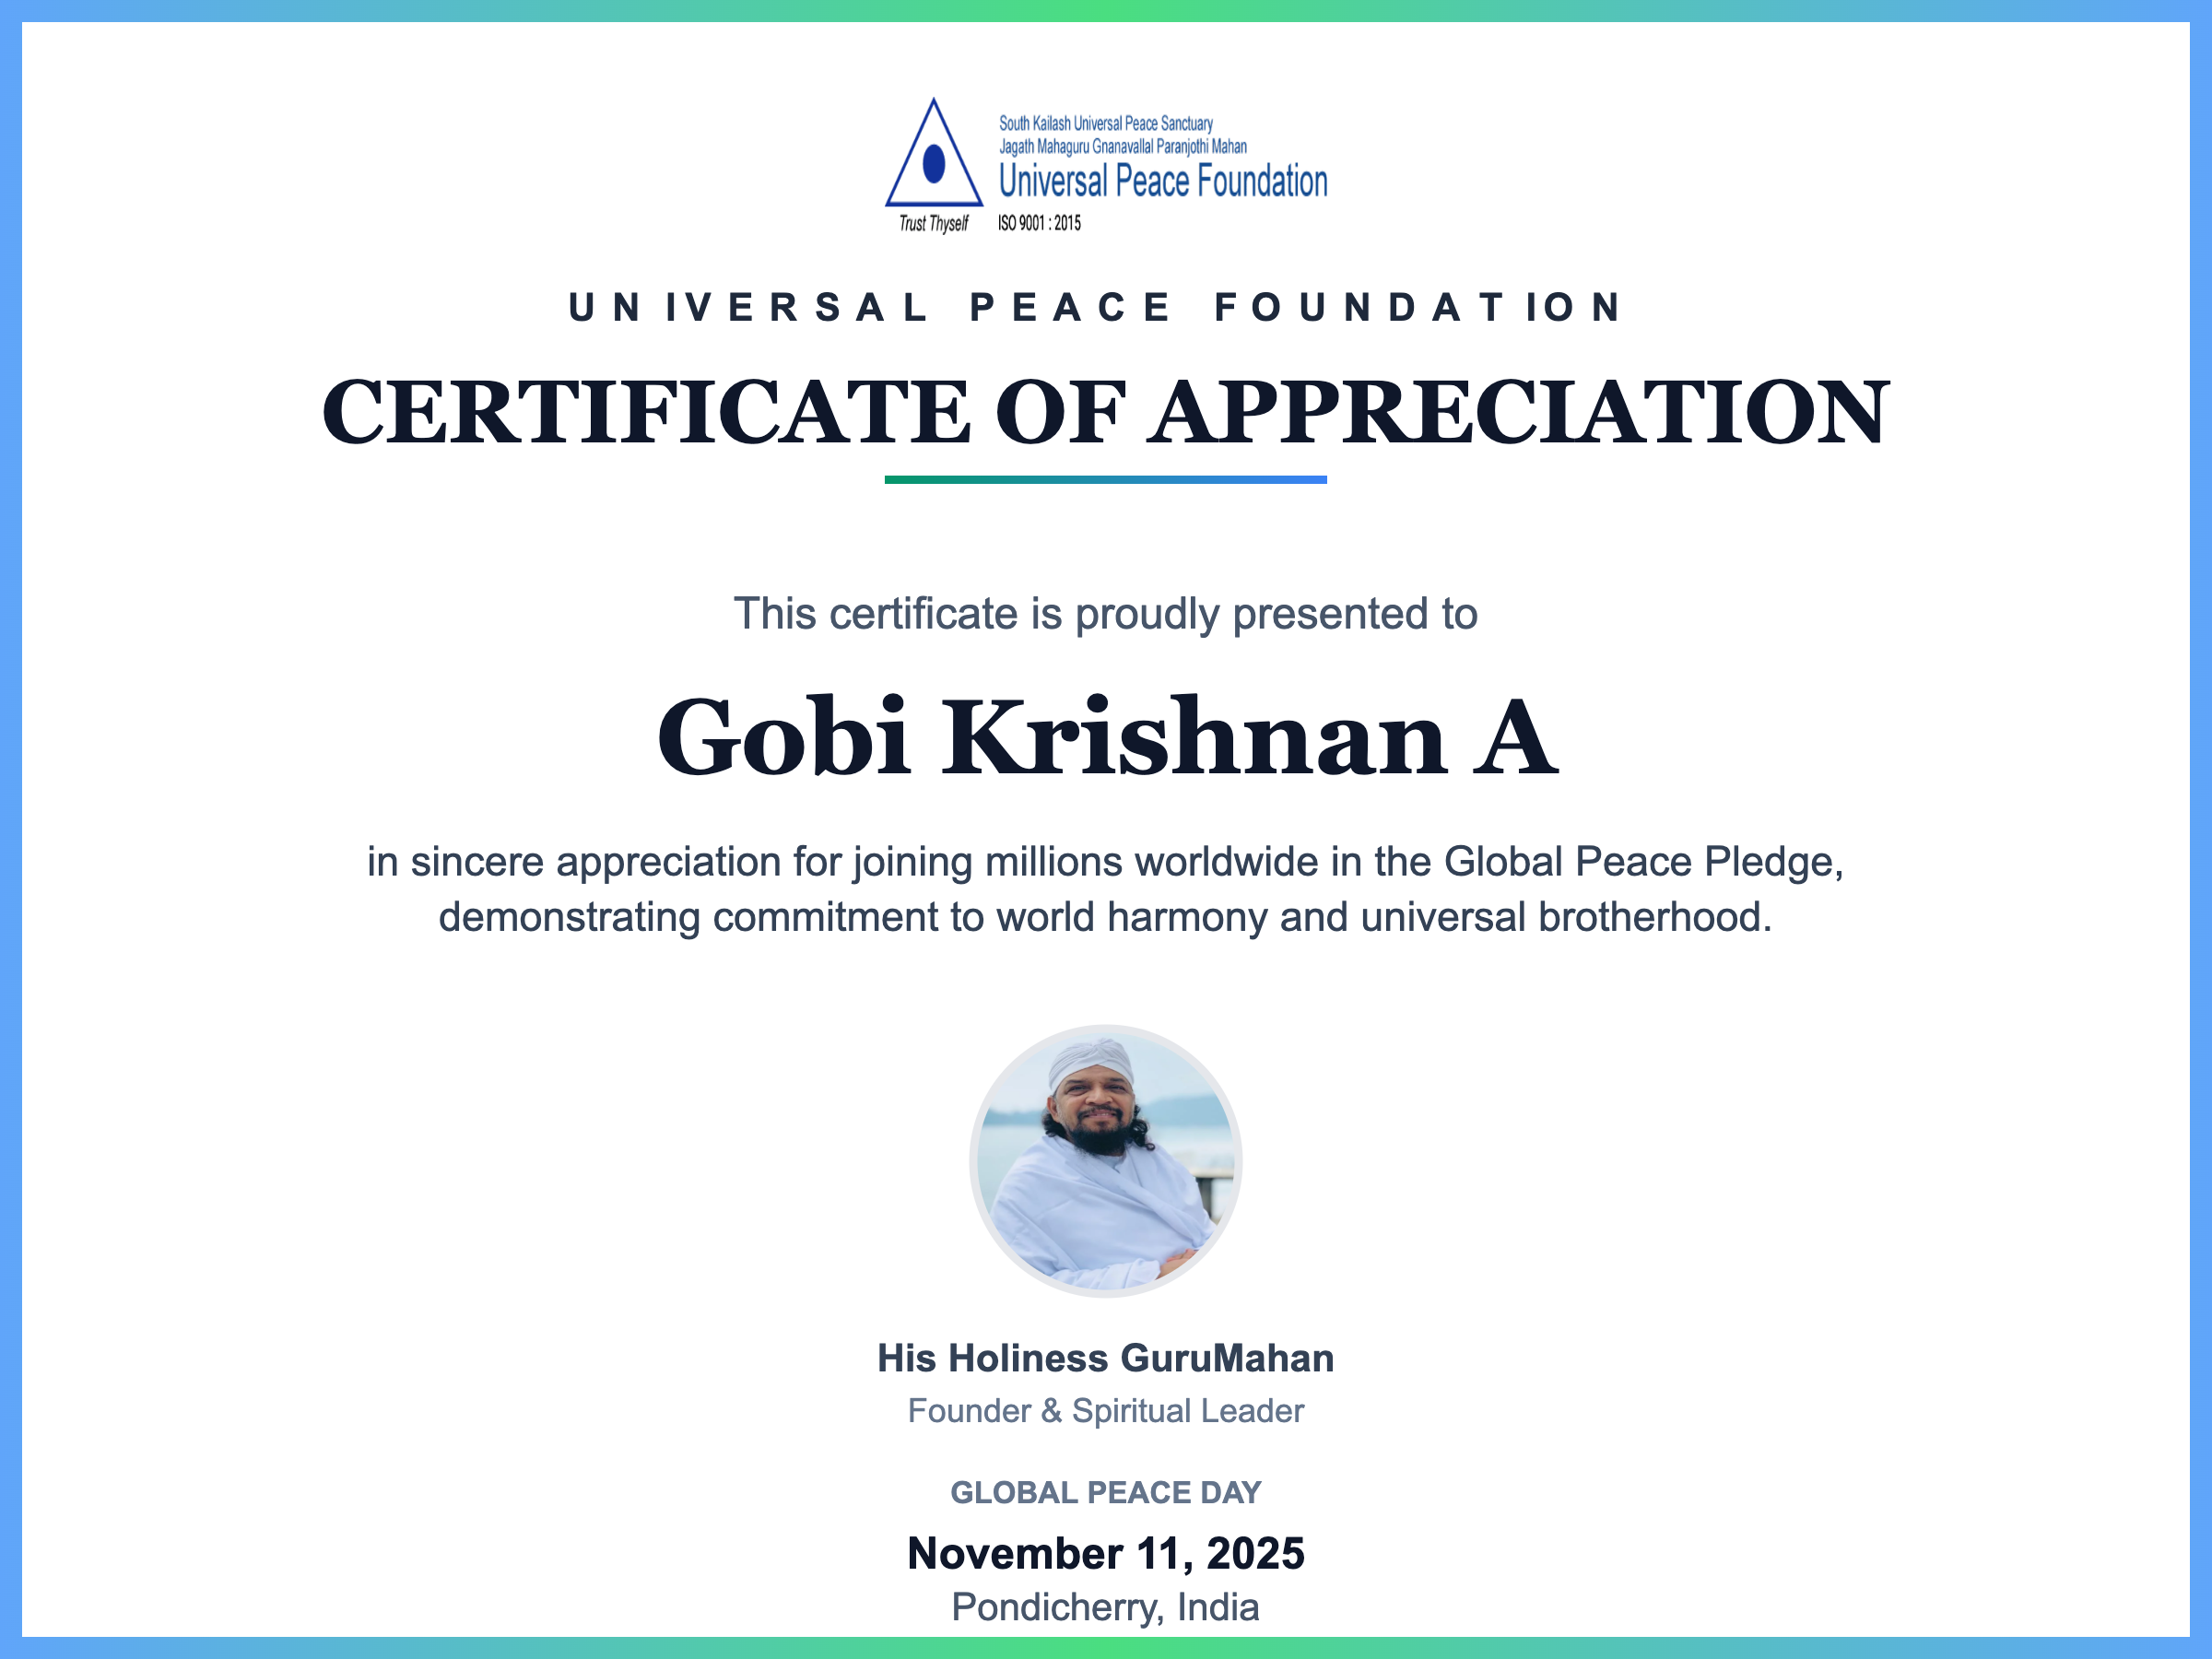 South Kailash Universal Peace Sanctuary
Jagath Mahaguru Gnanavallal Paranjothi Mahan
Universal Peace Foundation
Trust Thyself ISO 9001 : 2015
UNIVERSAL PEACE FOUNDATION
CERTIFICATE OF APPRECIATION
This certificate is proudly presented to
Gobi Krishnan A
in sincere appreciation for joining millions worldwide in the Global Peace Pledge,
demonstrating commitment to world harmony and universal brotherhood.
His Holiness GuruMahan
Founder & Spiritual Leader
GLOBAL PEACE DAY
November 11, 2025
Pondicherry, India